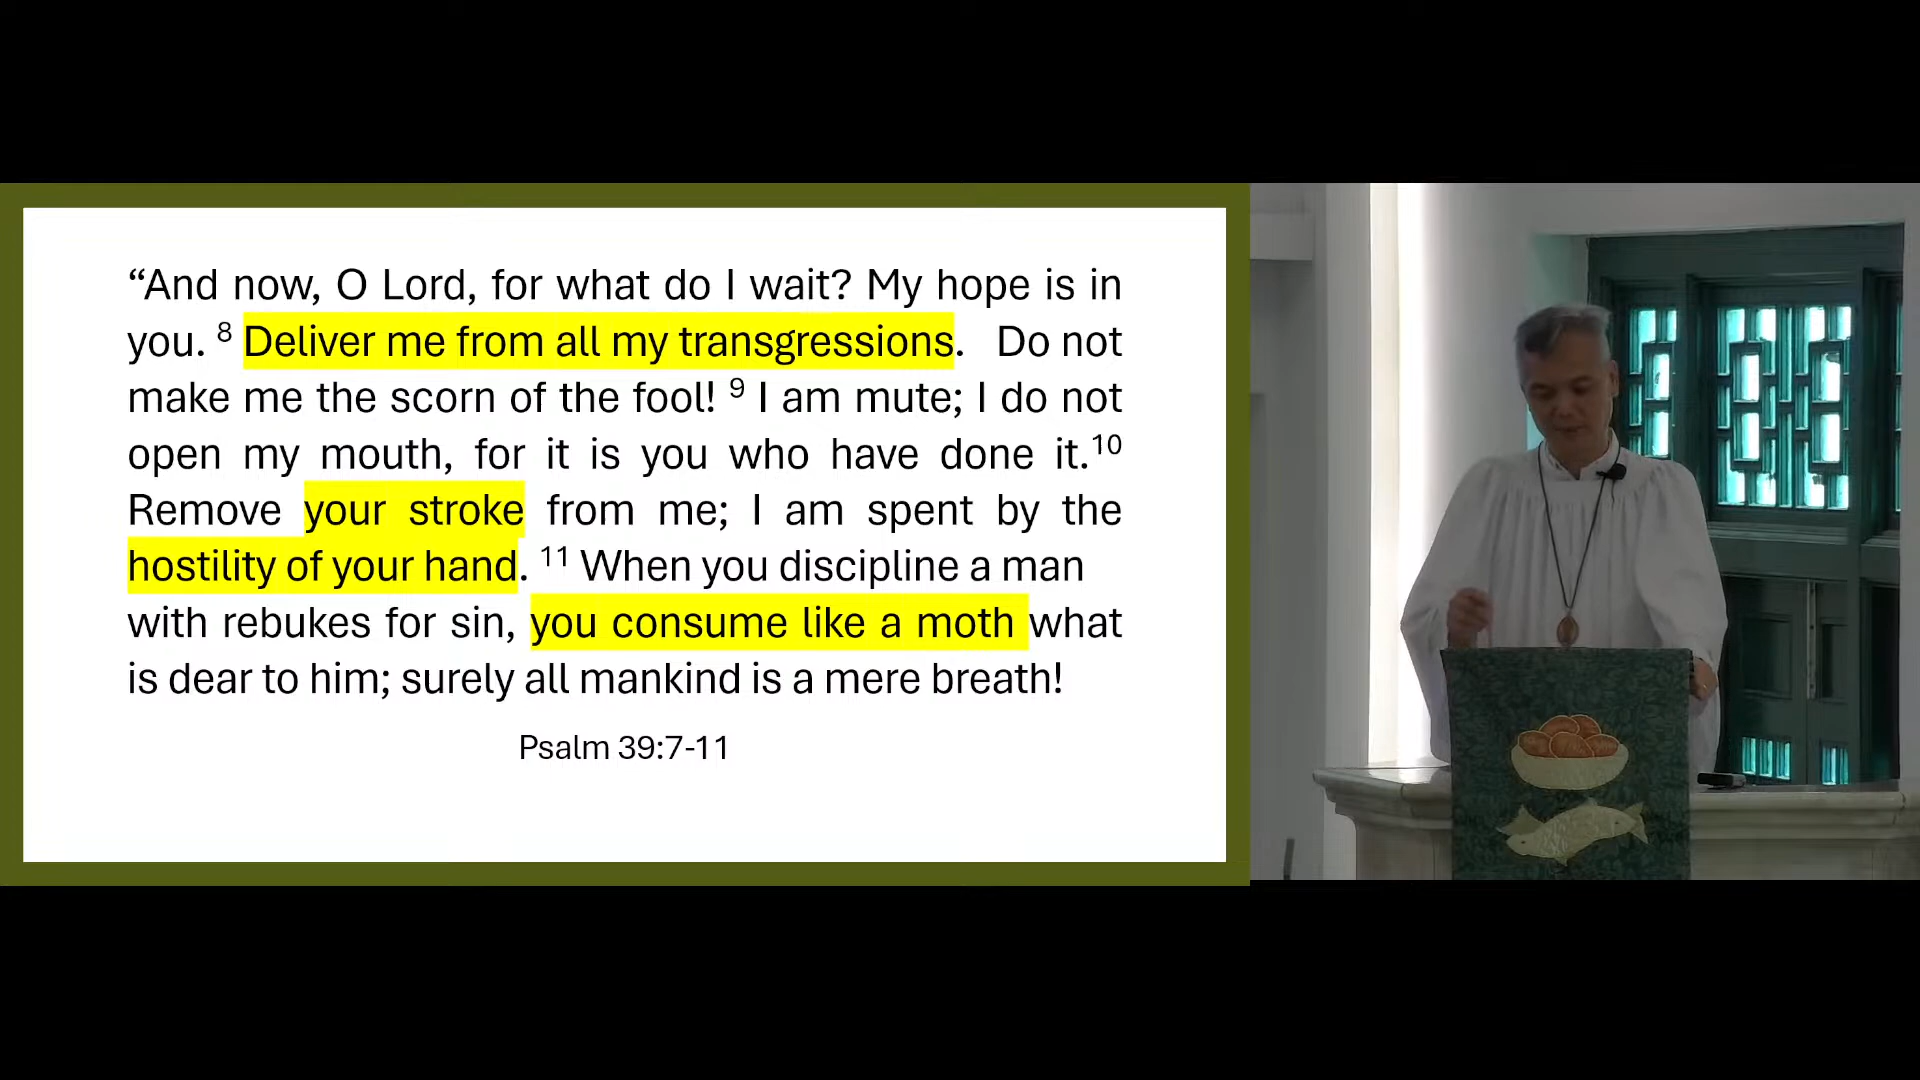 “And now, O Lord, for what do I wait? My hope is in
you. ⁸ Deliver me from all my transgressions. Do not
make me the scorn of the fool! ⁹ I am mute; I do not
open my mouth, for it is you who have done it.¹⁰
Remove your stroke from me; I am spent by the
hostility of your hand. ¹¹ When you discipline a man
with rebukes for sin, you consume like a moth what
is dear to him; surely all mankind is a mere breath!
Psalm 39:7-11